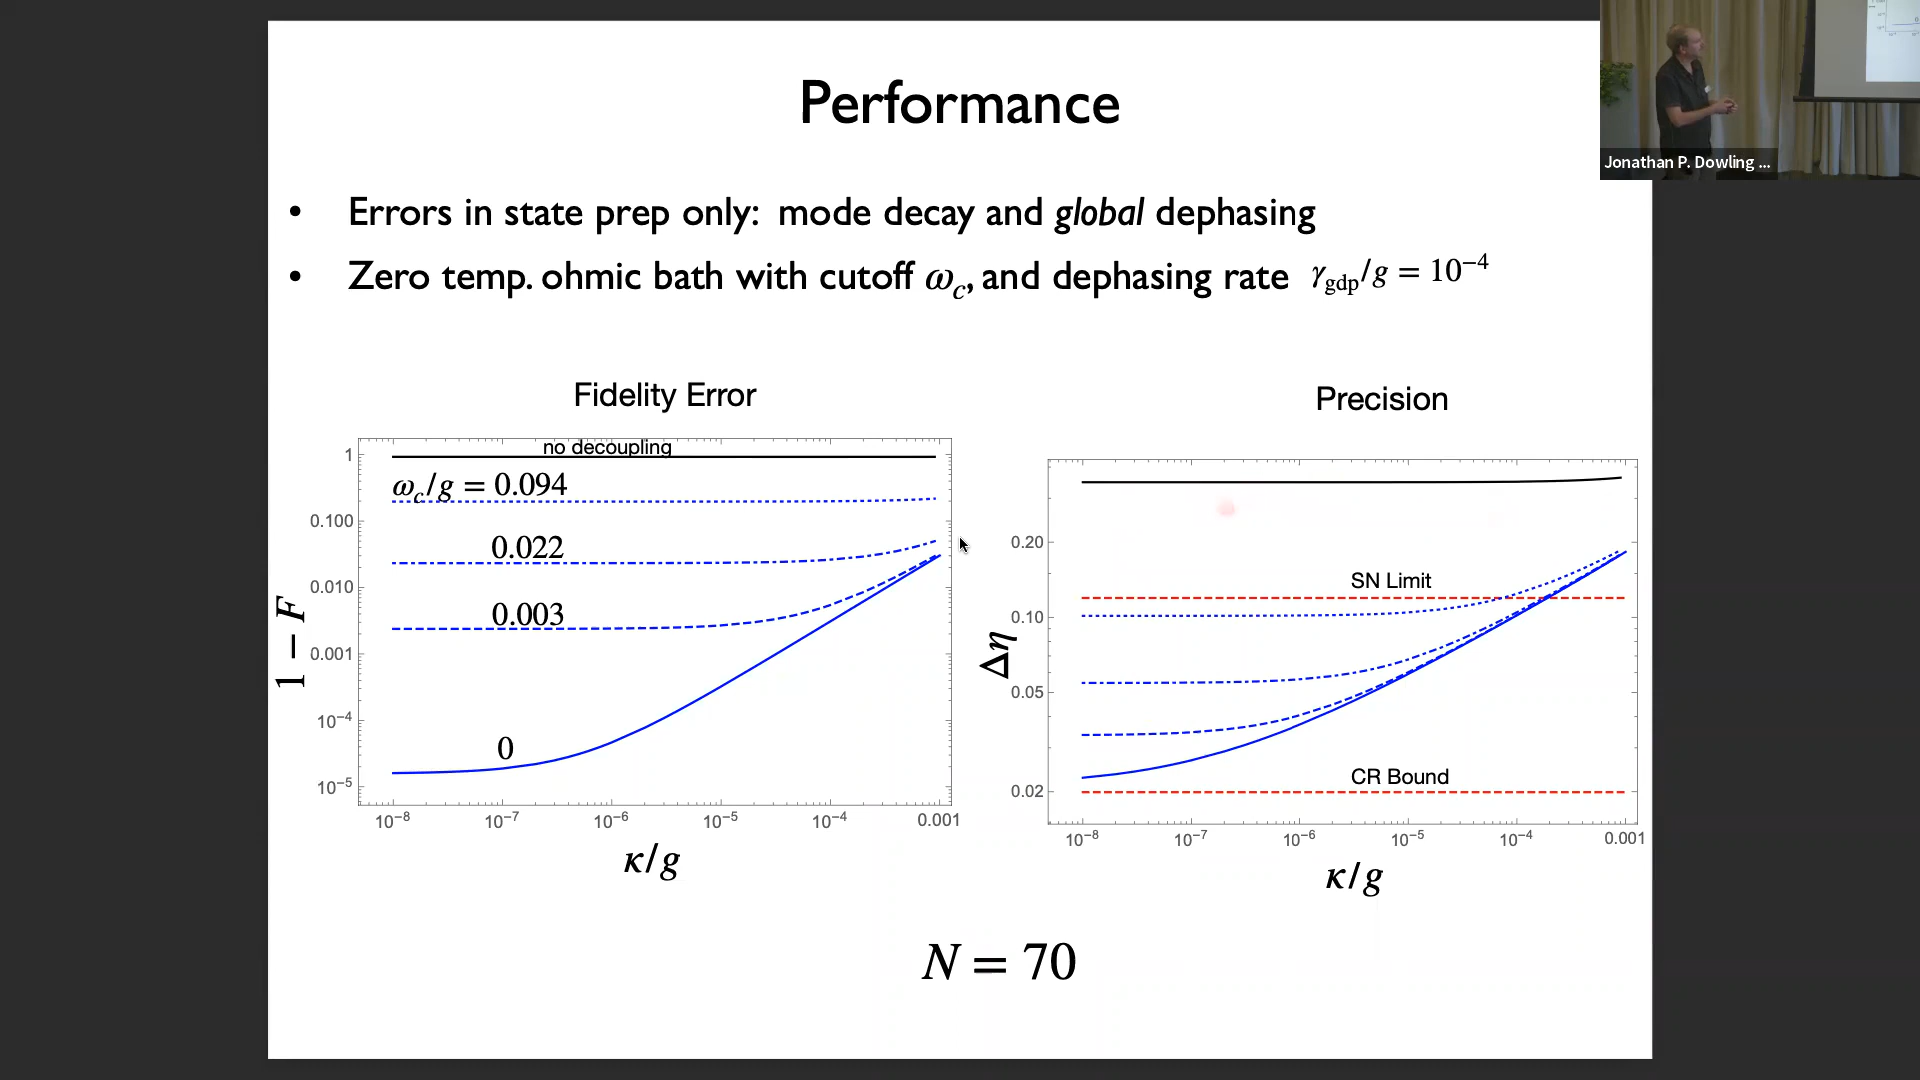 Performance
Jonathan P. Dowling ...
• Errors in state prep only: mode decay and global dephasing
• Zero temp. ohmic bath with cutoff ω_c, and dephasing rate γ_gdp/g = 10⁻⁴
Fidelity Error
no decoupling
ω_c/g = 0.094
0.022
0.003
0
1
0.100
0.010
0.001
10⁻⁴
10⁻⁵
1 − F
10⁻⁸ 10⁻⁷ 10⁻⁶ 10⁻⁵ 10⁻⁴ 0.001
κ/g
Precision
SN Limit
CR Bound
0.20
0.10
0.05
0.02
Δη
10⁻⁸ 10⁻⁷ 10⁻⁶ 10⁻⁵ 10⁻⁴ 0.001
κ/g
N = 70